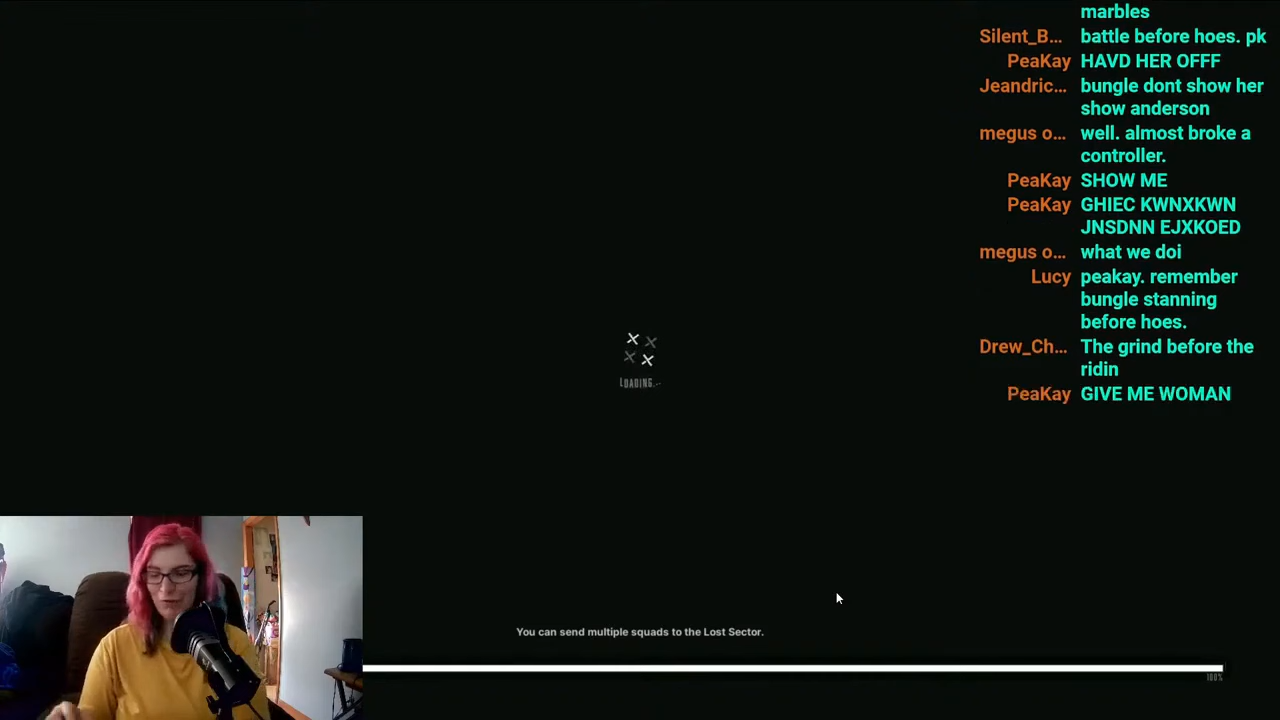 marbles
Silent_B... battle before hoes. pk
PeaKay HAVD HER OFFF
Jeandric... bungle dont show her
show anderson
megus o... well. almost broke a
controller.
PeaKay SHOW ME
PeaKay GHIEC KWNXKWN
JNSDNN EJXKOED
megus o... what we doi
Lucy peakay. remember
bungle stanning
before hoes.
Drew_Ch... The grind before the
ridin
PeaKay GIVE ME WOMAN
LOADING...
You can send multiple squads to the Lost Sector.
100%